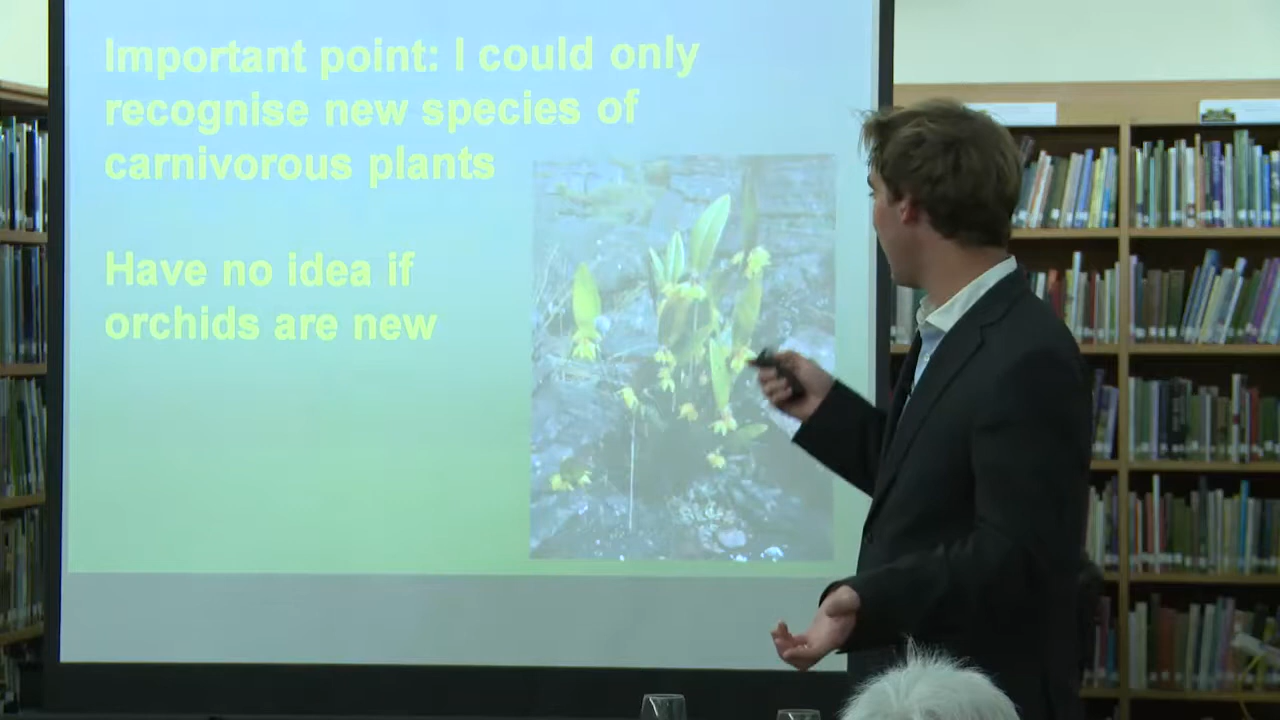 Important point: I could only
recognise new species of
carnivorous plants
Have no idea if
orchids are new